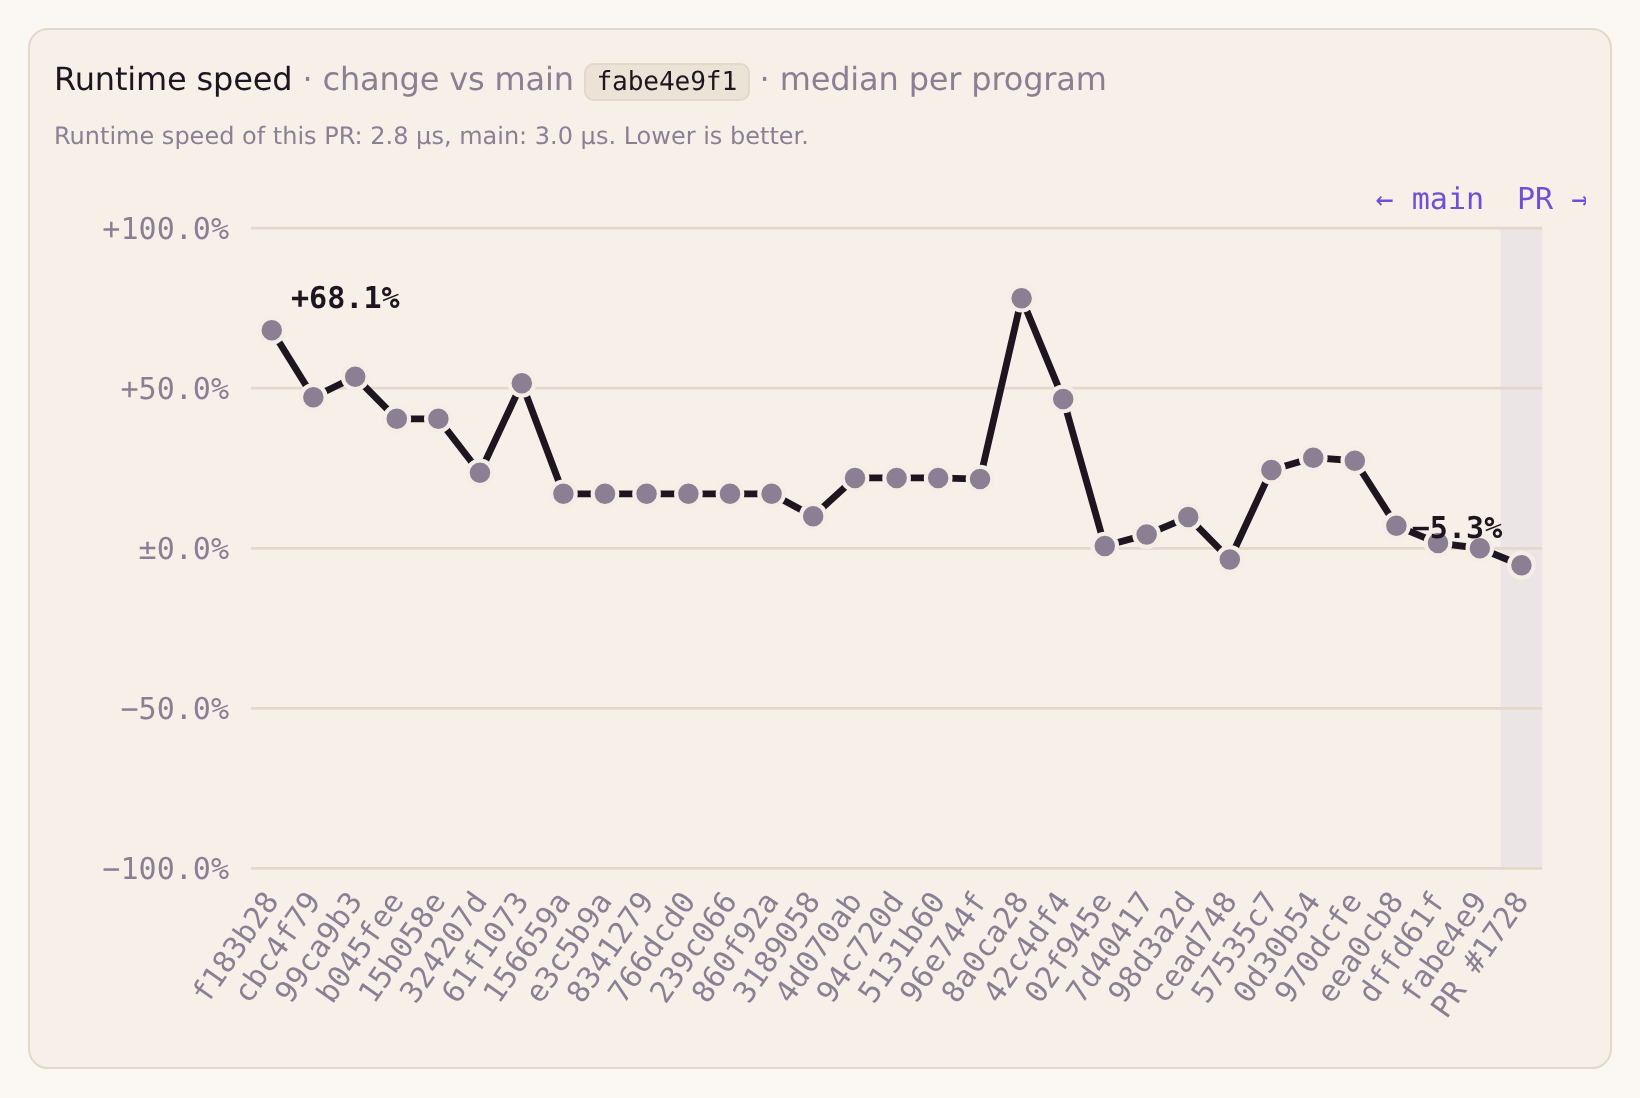 Runtime speed · change vs main fabe4e9f1 · median per program
Runtime speed of this PR: 2.8 µs, main: 3.0 µs. Lower is better.
← main PR →
+100.0%
+68.1%
+50.0%
−5.3%
±0.0%
−50.0%
−100.0%
f183b28
cbc4f79
99ca9b3
b045fee
15b058e
324207d
61f1073
156659a
e3c5b9a
8341279
766dcd0
239c066
860f92a
3189058
4d070ab
94c720d
5131b60
96e744f
8a0ca28
42c4df4
02f945e
7d40417
98d3a2d
cead748
57535c7
0d30b54
970dcfe
eea0cb8
dffd61f
fabe4e9
PR #1728